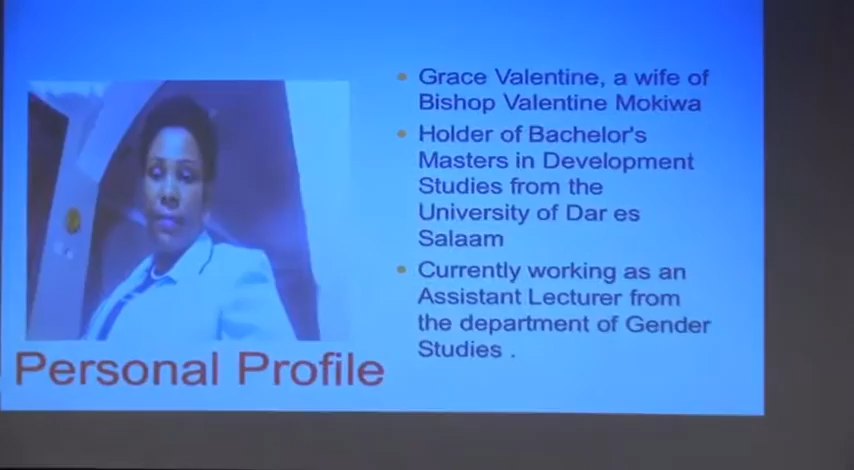 Grace Valentine, a wife of
Bishop Valentine Mokiwa
Holder of Bachelor's
Masters in Development
Studies from the
University of Dar es
Salaam
Currently working as an
Assistant Lecturer from
the department of Gender
Studies .
Personal Profile